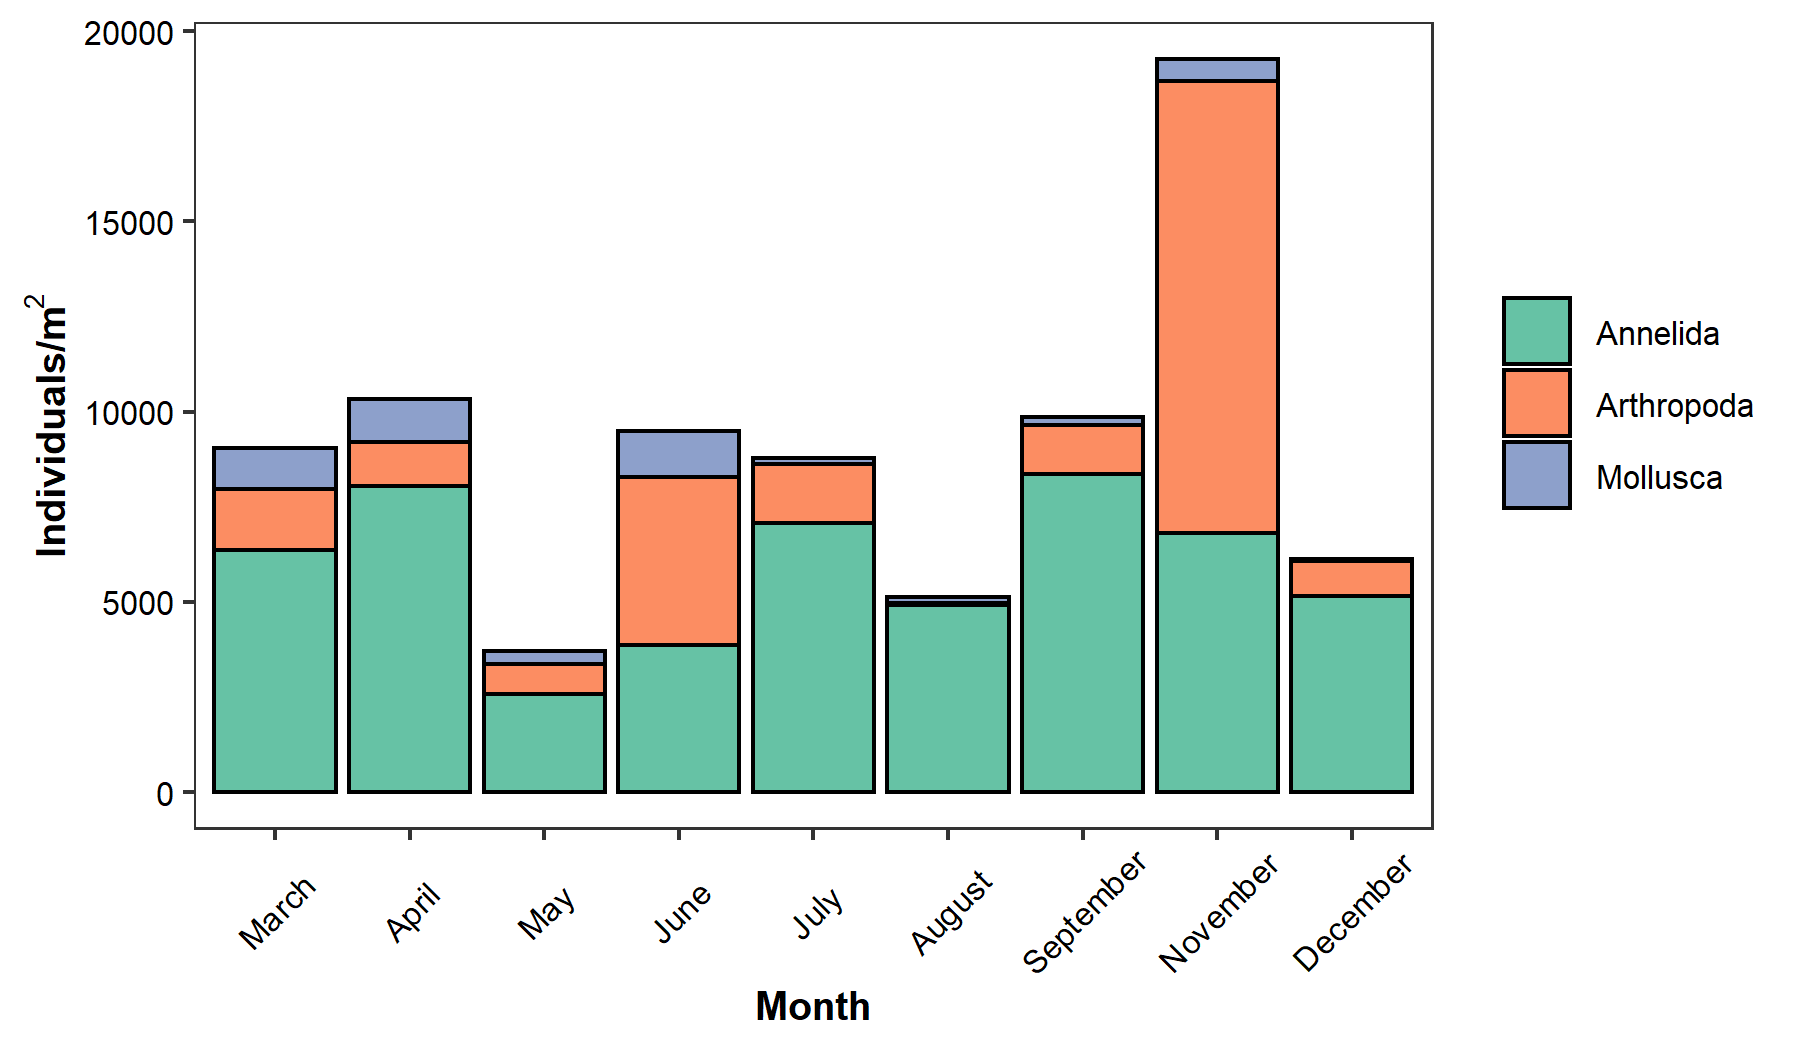 20000
15000
10000
5000
0
Individuals/m²
March
April
May
June
July
August
September
November
December
Month
Annelida
Arthropoda
Mollusca